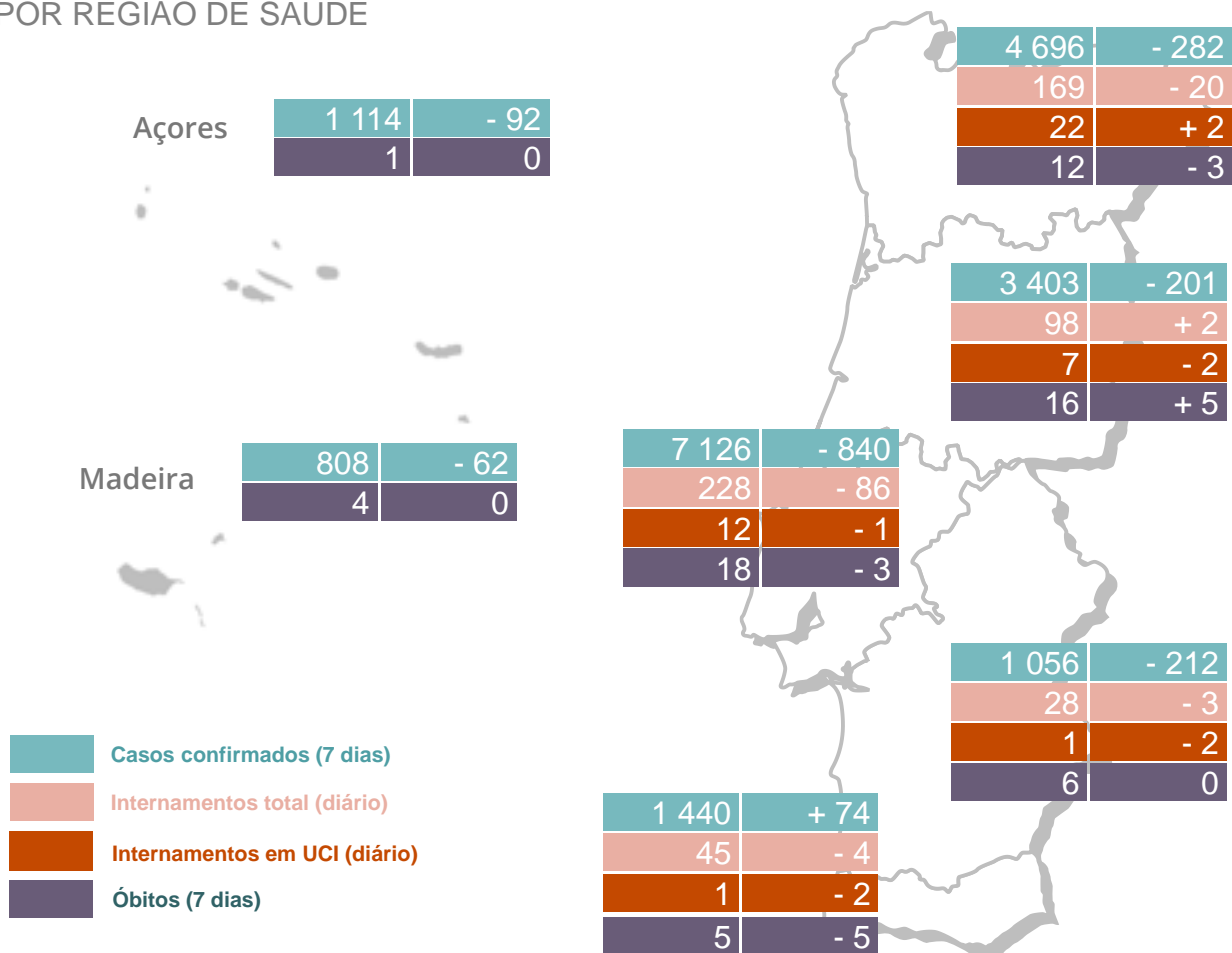 POR REGIÃO DE SAÚDE
Açores
1 114 - 92
1 0
4 696 - 282
169 - 20
22 + 2
12 - 3
3 403 - 201
98 + 2
7 - 2
16 + 5
Madeira
808 - 62
4 0
7 126 - 840
228 - 86
12 - 1
18 - 3
1 056 - 212
28 - 3
1 - 2
6 0
Casos confirmados (7 dias)
Internamentos total (diário)
Internamentos em UCI (diário)
Óbitos (7 dias)
1 440 + 74
45 - 4
1 - 2
5 - 5